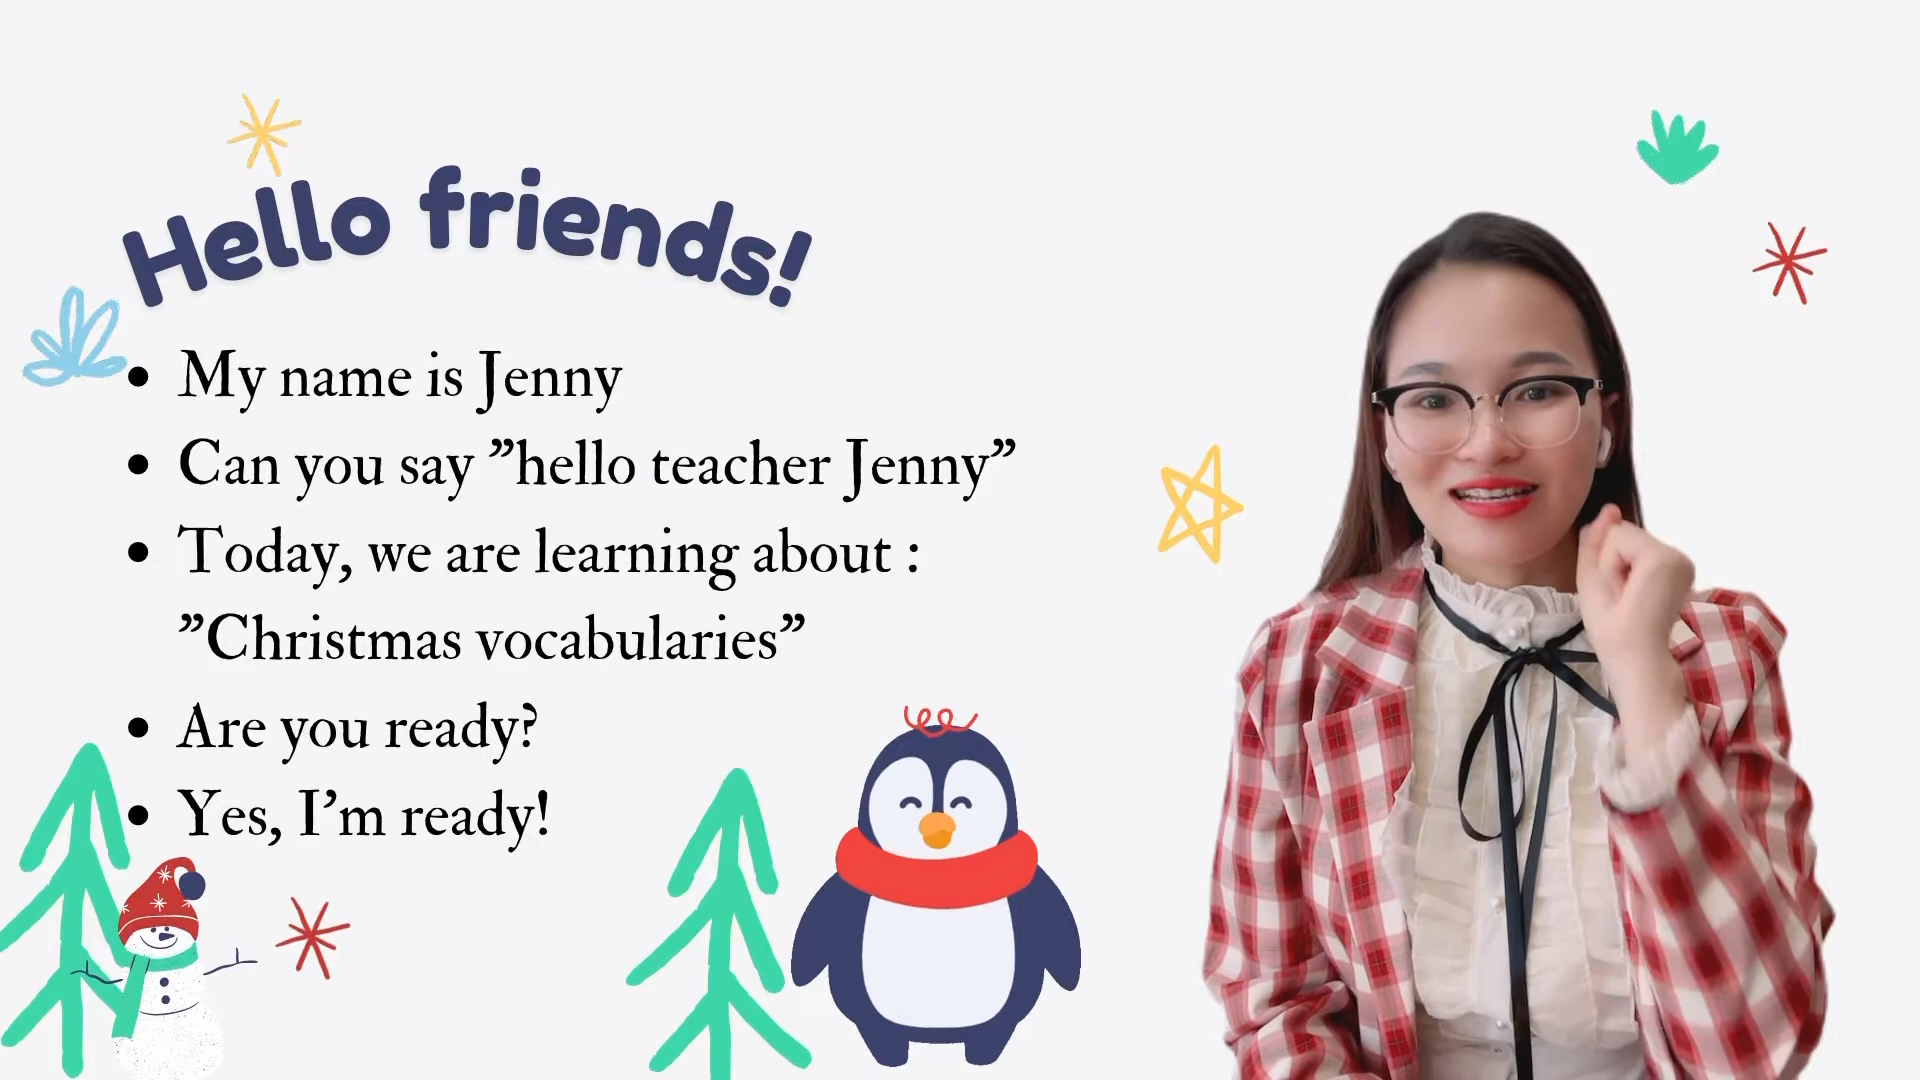 Hello friends!
My name is Jenny
Can you say ”hello teacher Jenny”
Today, we are learning about :
”Christmas vocabularies”
Are you ready?
Yes, I’m ready!